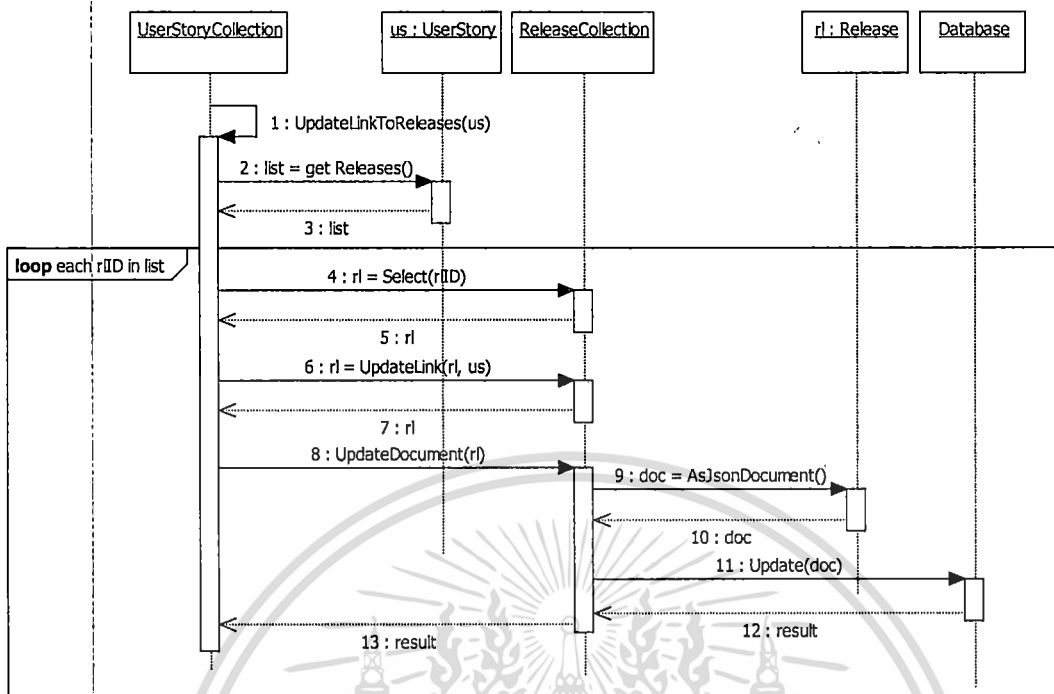 UserStoryCollection
us : UserStory
ReleaseCollection
rl : Release
Database
1 : UpdateLinkToReleases(us)
2 : list = get Releases()
3 : list
loop each rlID in list
4 : rl = Select(rlID)
5 : rl
6 : rl = UpdateLink(rl, us)
7 : rl
8 : UpdateDocument(rl)
9 : doc = AsJsonDocument()
10 : doc
11 : Update(doc)
12 : result
13 : result